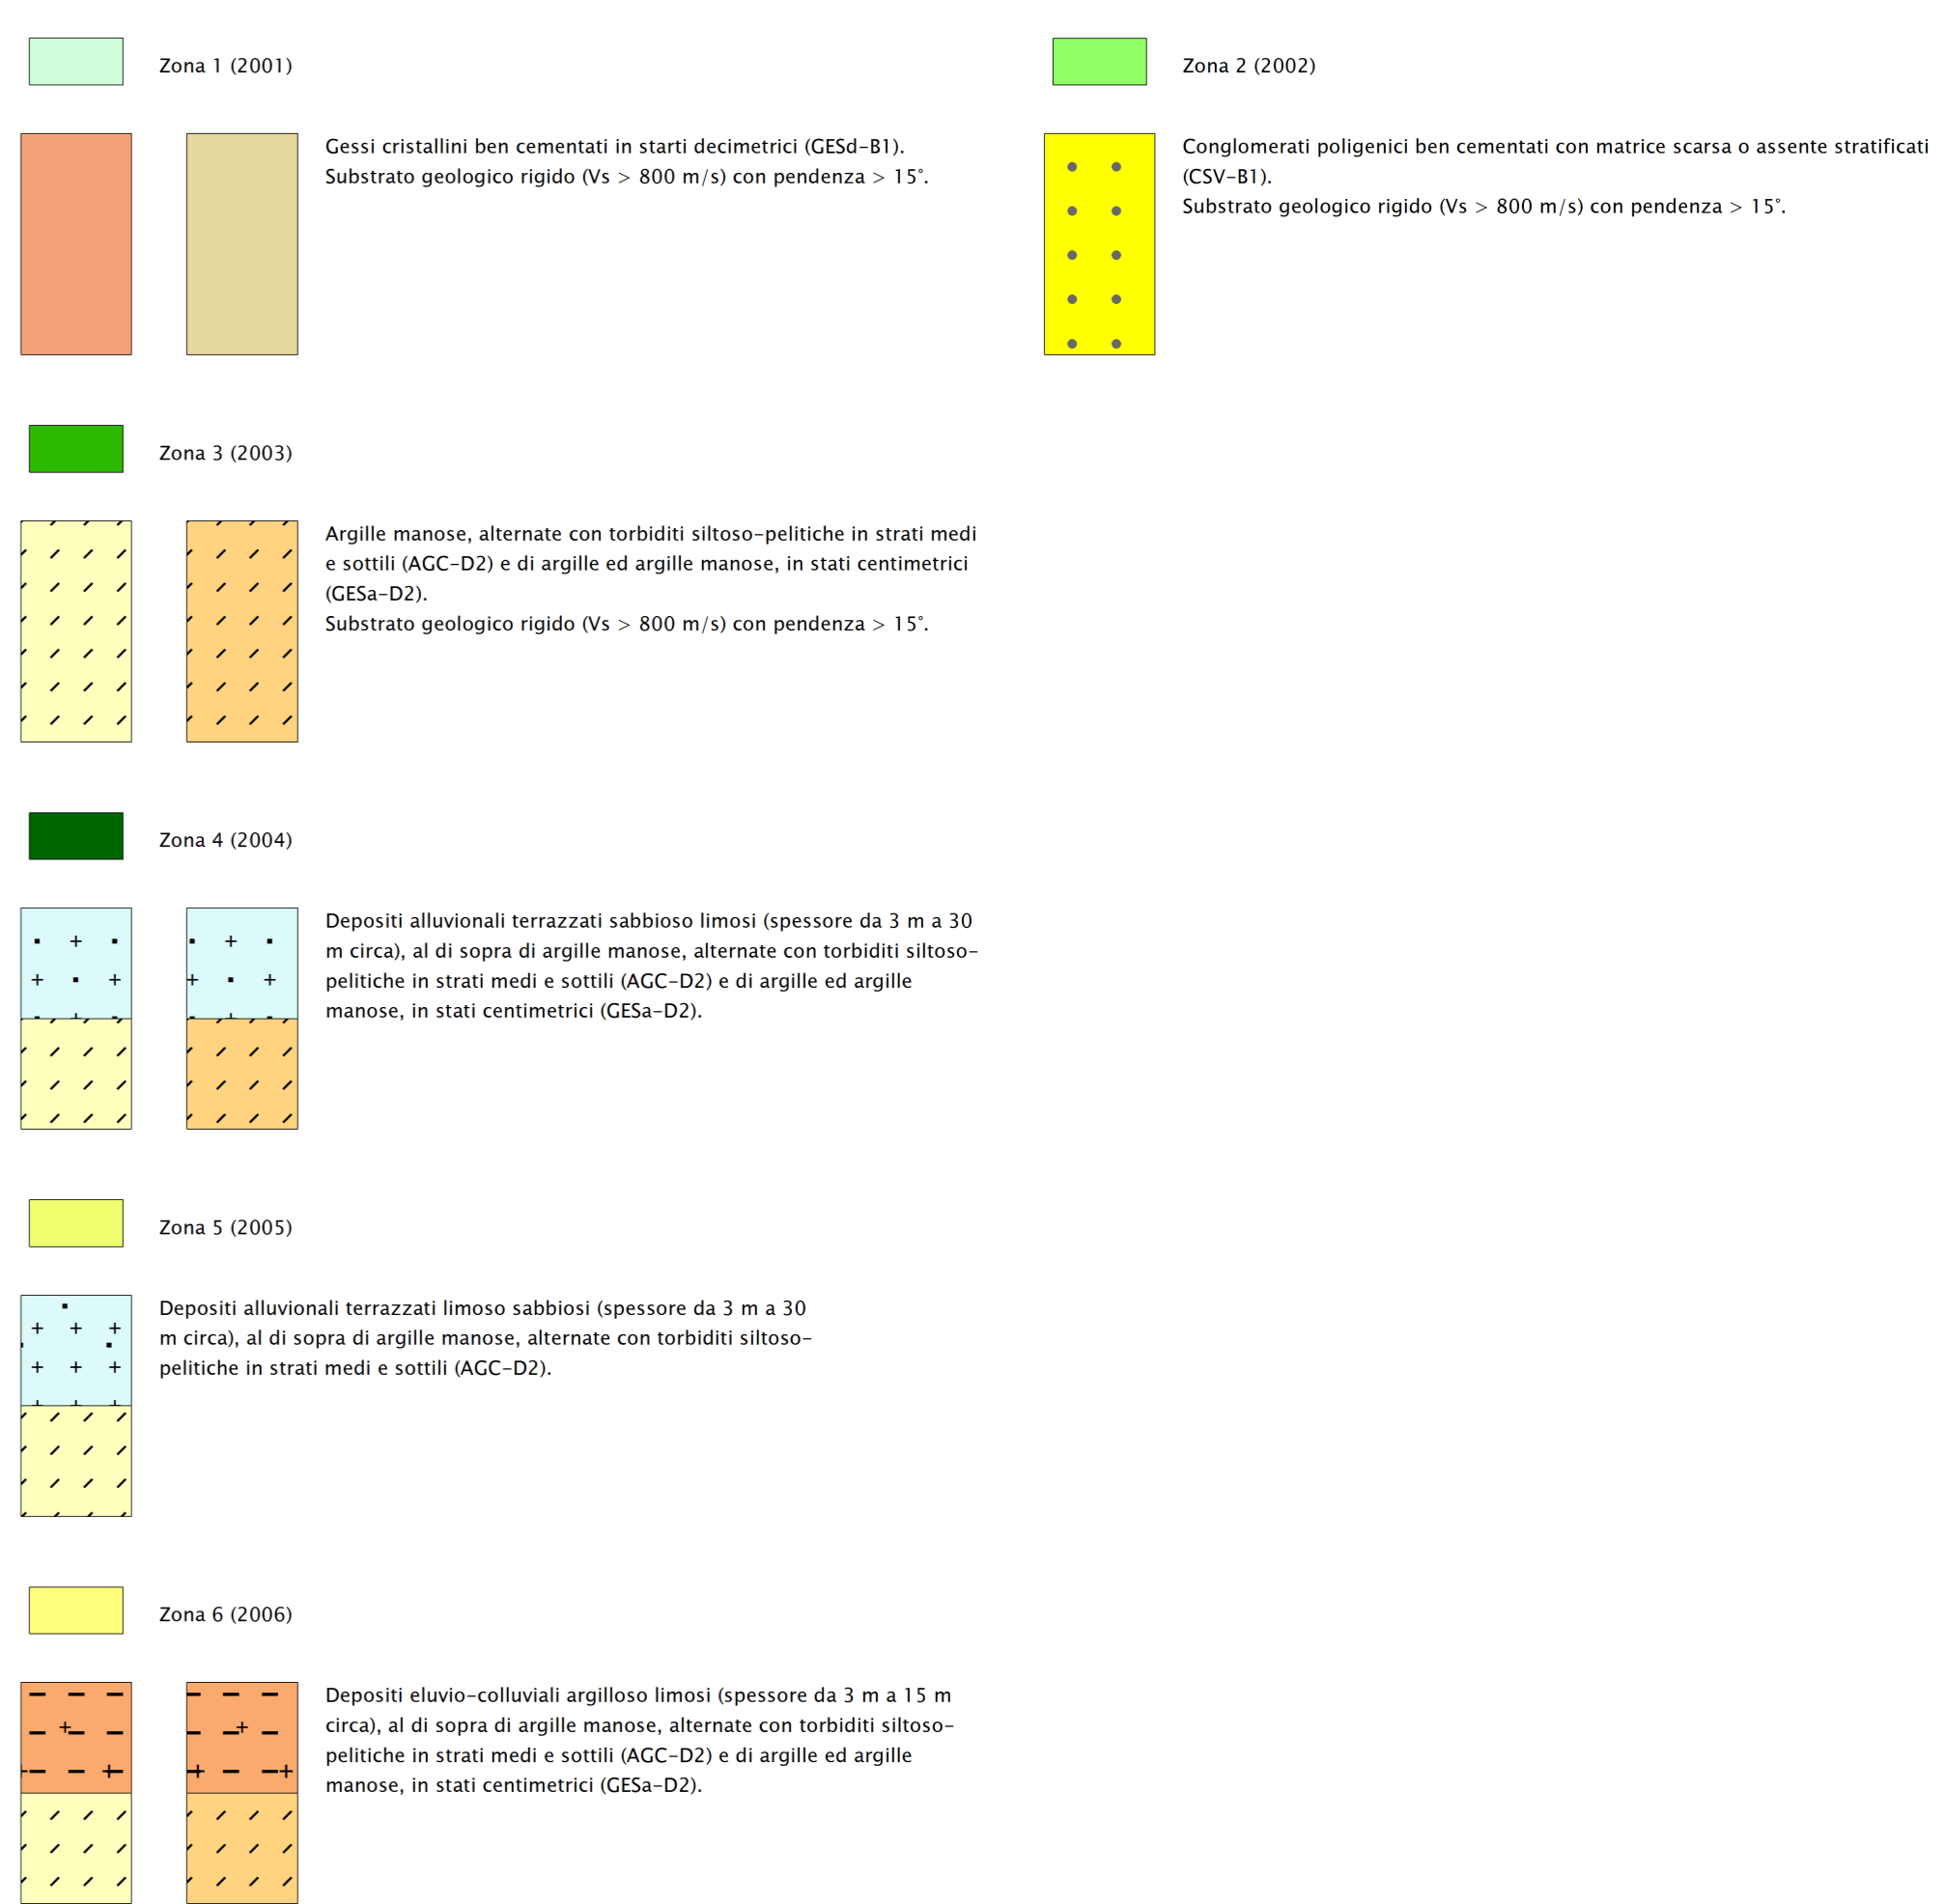 Zona 1 (2001)
Gessi cristallini ben cementati in starti decimetrici (GESd-B1).
Substrato geologico rigido (Vs > 800 m/s) con pendenza > 15°.
Zona 2 (2002)
Conglomerati poligenici ben cementati con matrice scarsa o assente stratificati
(CSV-B1).
Substrato geologico rigido (Vs > 800 m/s) con pendenza > 15°.
Zona 3 (2003)
Argille manose, alternate con torbiditi siltoso-pelitiche in strati medi
e sottili (AGC-D2) e di argille ed argille manose, in stati centimetrici
(GESa-D2).
Substrato geologico rigido (Vs > 800 m/s) con pendenza > 15°.
Zona 4 (2004)
Depositi alluvionali terrazzati sabbioso limosi (spessore da 3 m a 30
m circa), al di sopra di argille manose, alternate con torbiditi siltoso-
pelitiche in strati medi e sottili (AGC-D2) e di argille ed argille
manose, in stati centimetrici (GESa-D2).
Zona 5 (2005)
Depositi alluvionali terrazzati limoso sabbiosi (spessore da 3 m a 30
m circa), al di sopra di argille manose, alternate con torbiditi siltoso-
pelitiche in strati medi e sottili (AGC-D2).
Zona 6 (2006)
Depositi eluvio-colluviali argilloso limosi (spessore da 3 m a 15 m
circa), al di sopra di argille manose, alternate con torbiditi siltoso-
pelitiche in strati medi e sottili (AGC-D2) e di argille ed argille
manose, in stati centimetrici (GESa-D2).